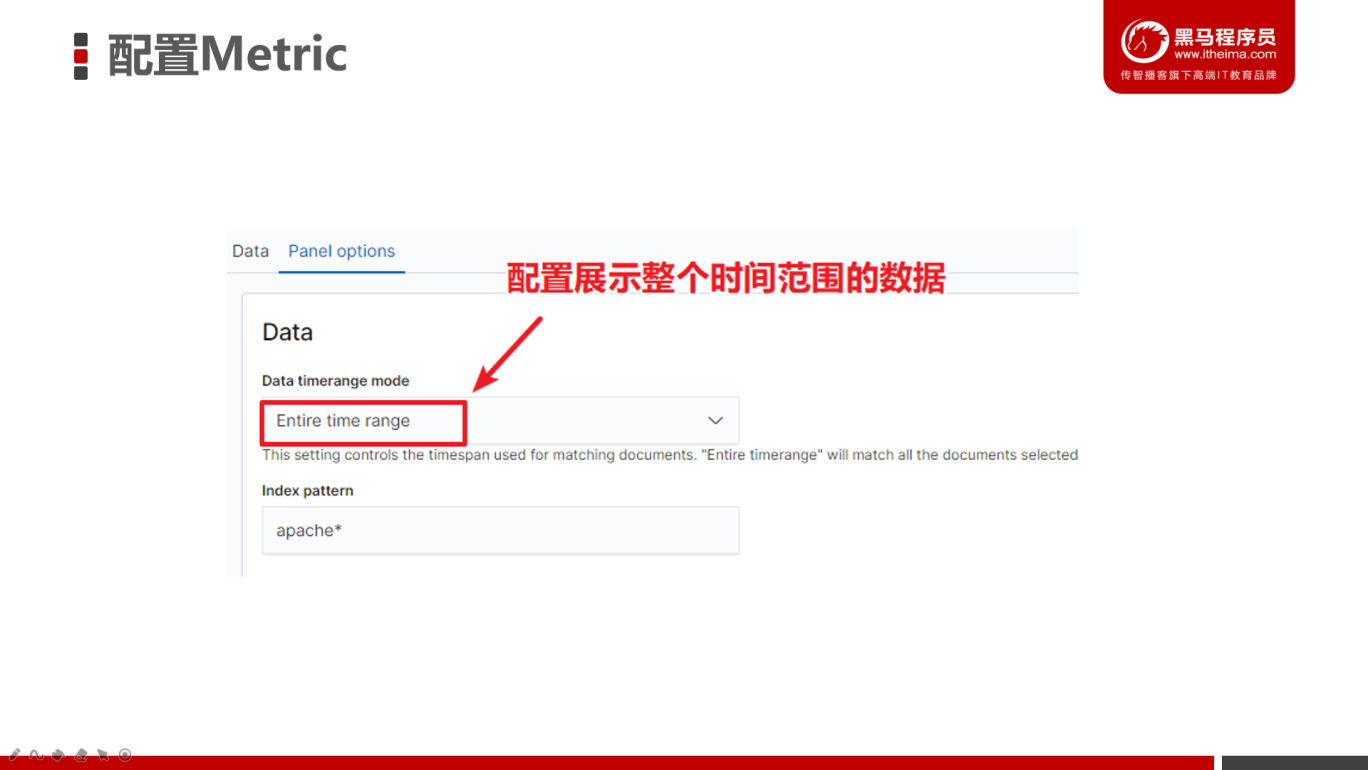 配置Metric
黑马程序员
www.itheima.com
传智播客旗下高端IT教育品牌
Data Panel options
配置展示整个时间范围的数据
Data
Data timerange mode
Entire time range
This setting controls the timespan used for matching documents. "Entire timerange" will match all the documents selected
Index pattern
apache*